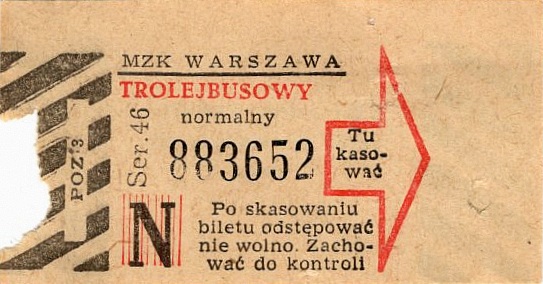 MZK WARSZAWA
TROLEJBUSOWY
normalny
Ser. 46
883652
Tu
kaso-
wać
POZ 3
N
Po skasowaniu
biletu odstępować
nie wolno. Zacho-
wać do kontroli